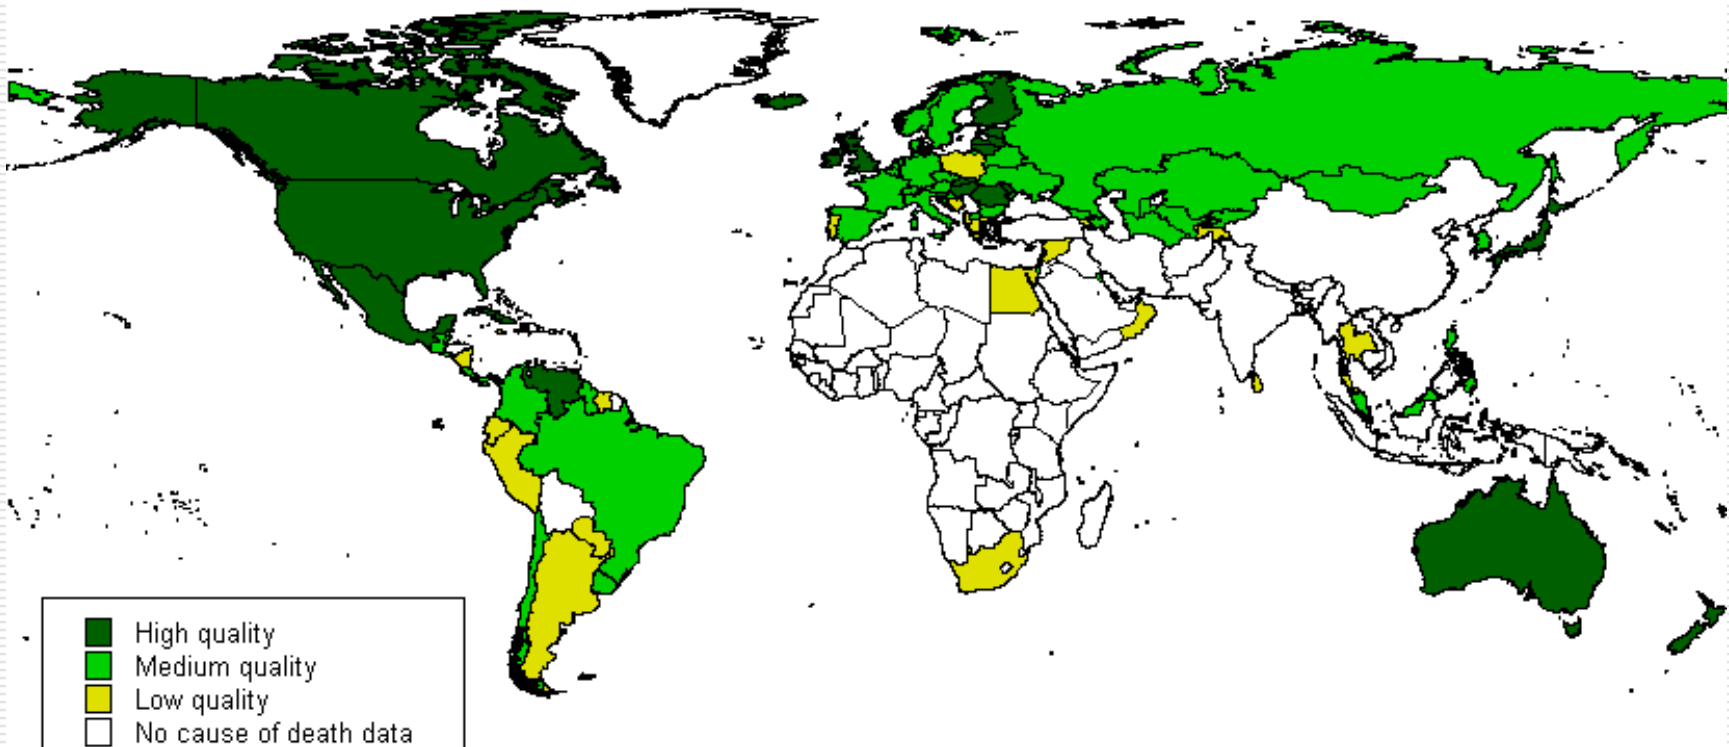 High quality
Medium quality
Low quality
No cause of death data